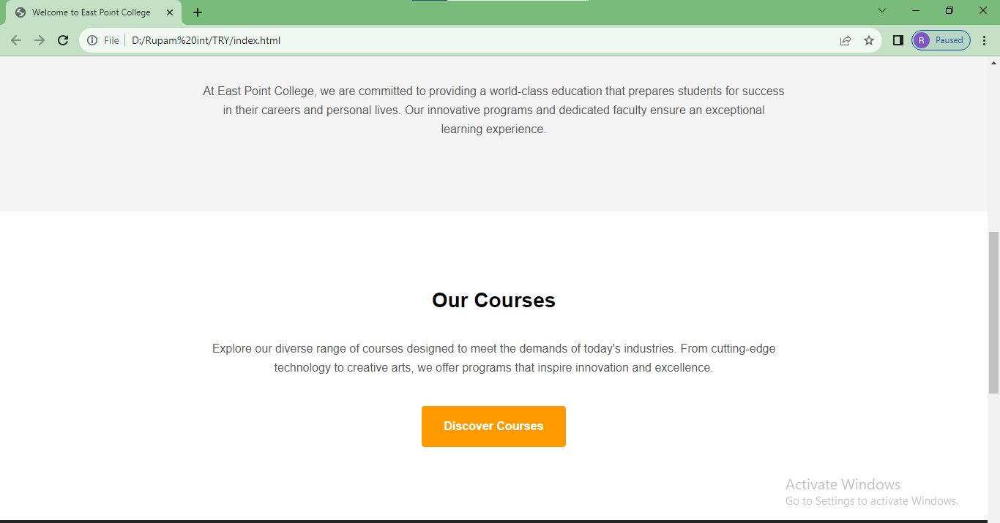 Welcome to East Point College
File
D:/Rupam%20int/TRY/index.html
R
Paused
At East Point College, we are committed to providing a world-class education that prepares students for success
in their careers and personal lives. Our innovative programs and dedicated faculty ensure an exceptional
learning experience.
Our Courses
Explore our diverse range of courses designed to meet the demands of today's industries. From cutting-edge
technology to creative arts, we offer programs that inspire innovation and excellence.
Discover Courses
Activate Windows
Go to Settings to activate Windows.